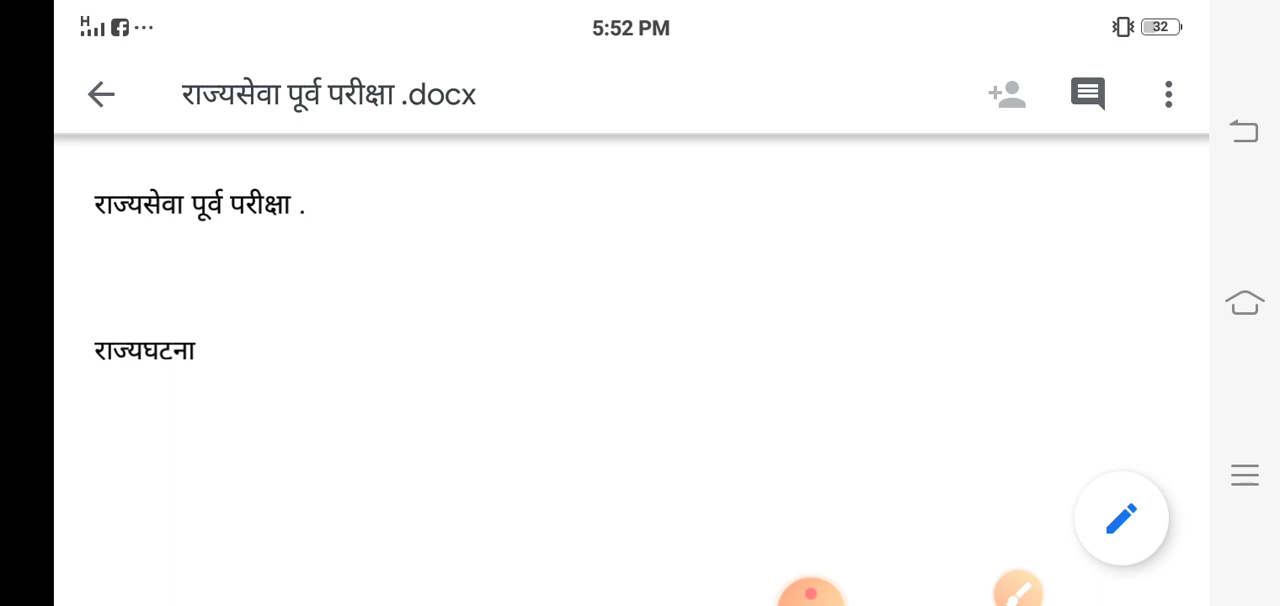 H
5:52 PM
32
राज्यसेवा पूर्व परीक्षा .docx
राज्यसेवा पूर्व परीक्षा .
राज्यघटना